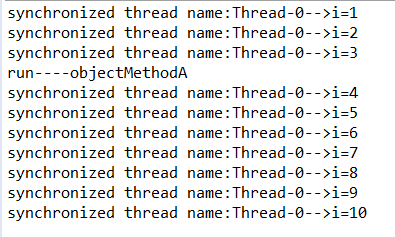 synchronized thread name:Thread-0-->i=1
synchronized thread name:Thread-0-->i=2
synchronized thread name:Thread-0-->i=3
run----objectMethodA
synchronized thread name:Thread-0-->i=4
synchronized thread name:Thread-0-->i=5
synchronized thread name:Thread-0-->i=6
synchronized thread name:Thread-0-->i=7
synchronized thread name:Thread-0-->i=8
synchronized thread name:Thread-0-->i=9
synchronized thread name:Thread-0-->i=10